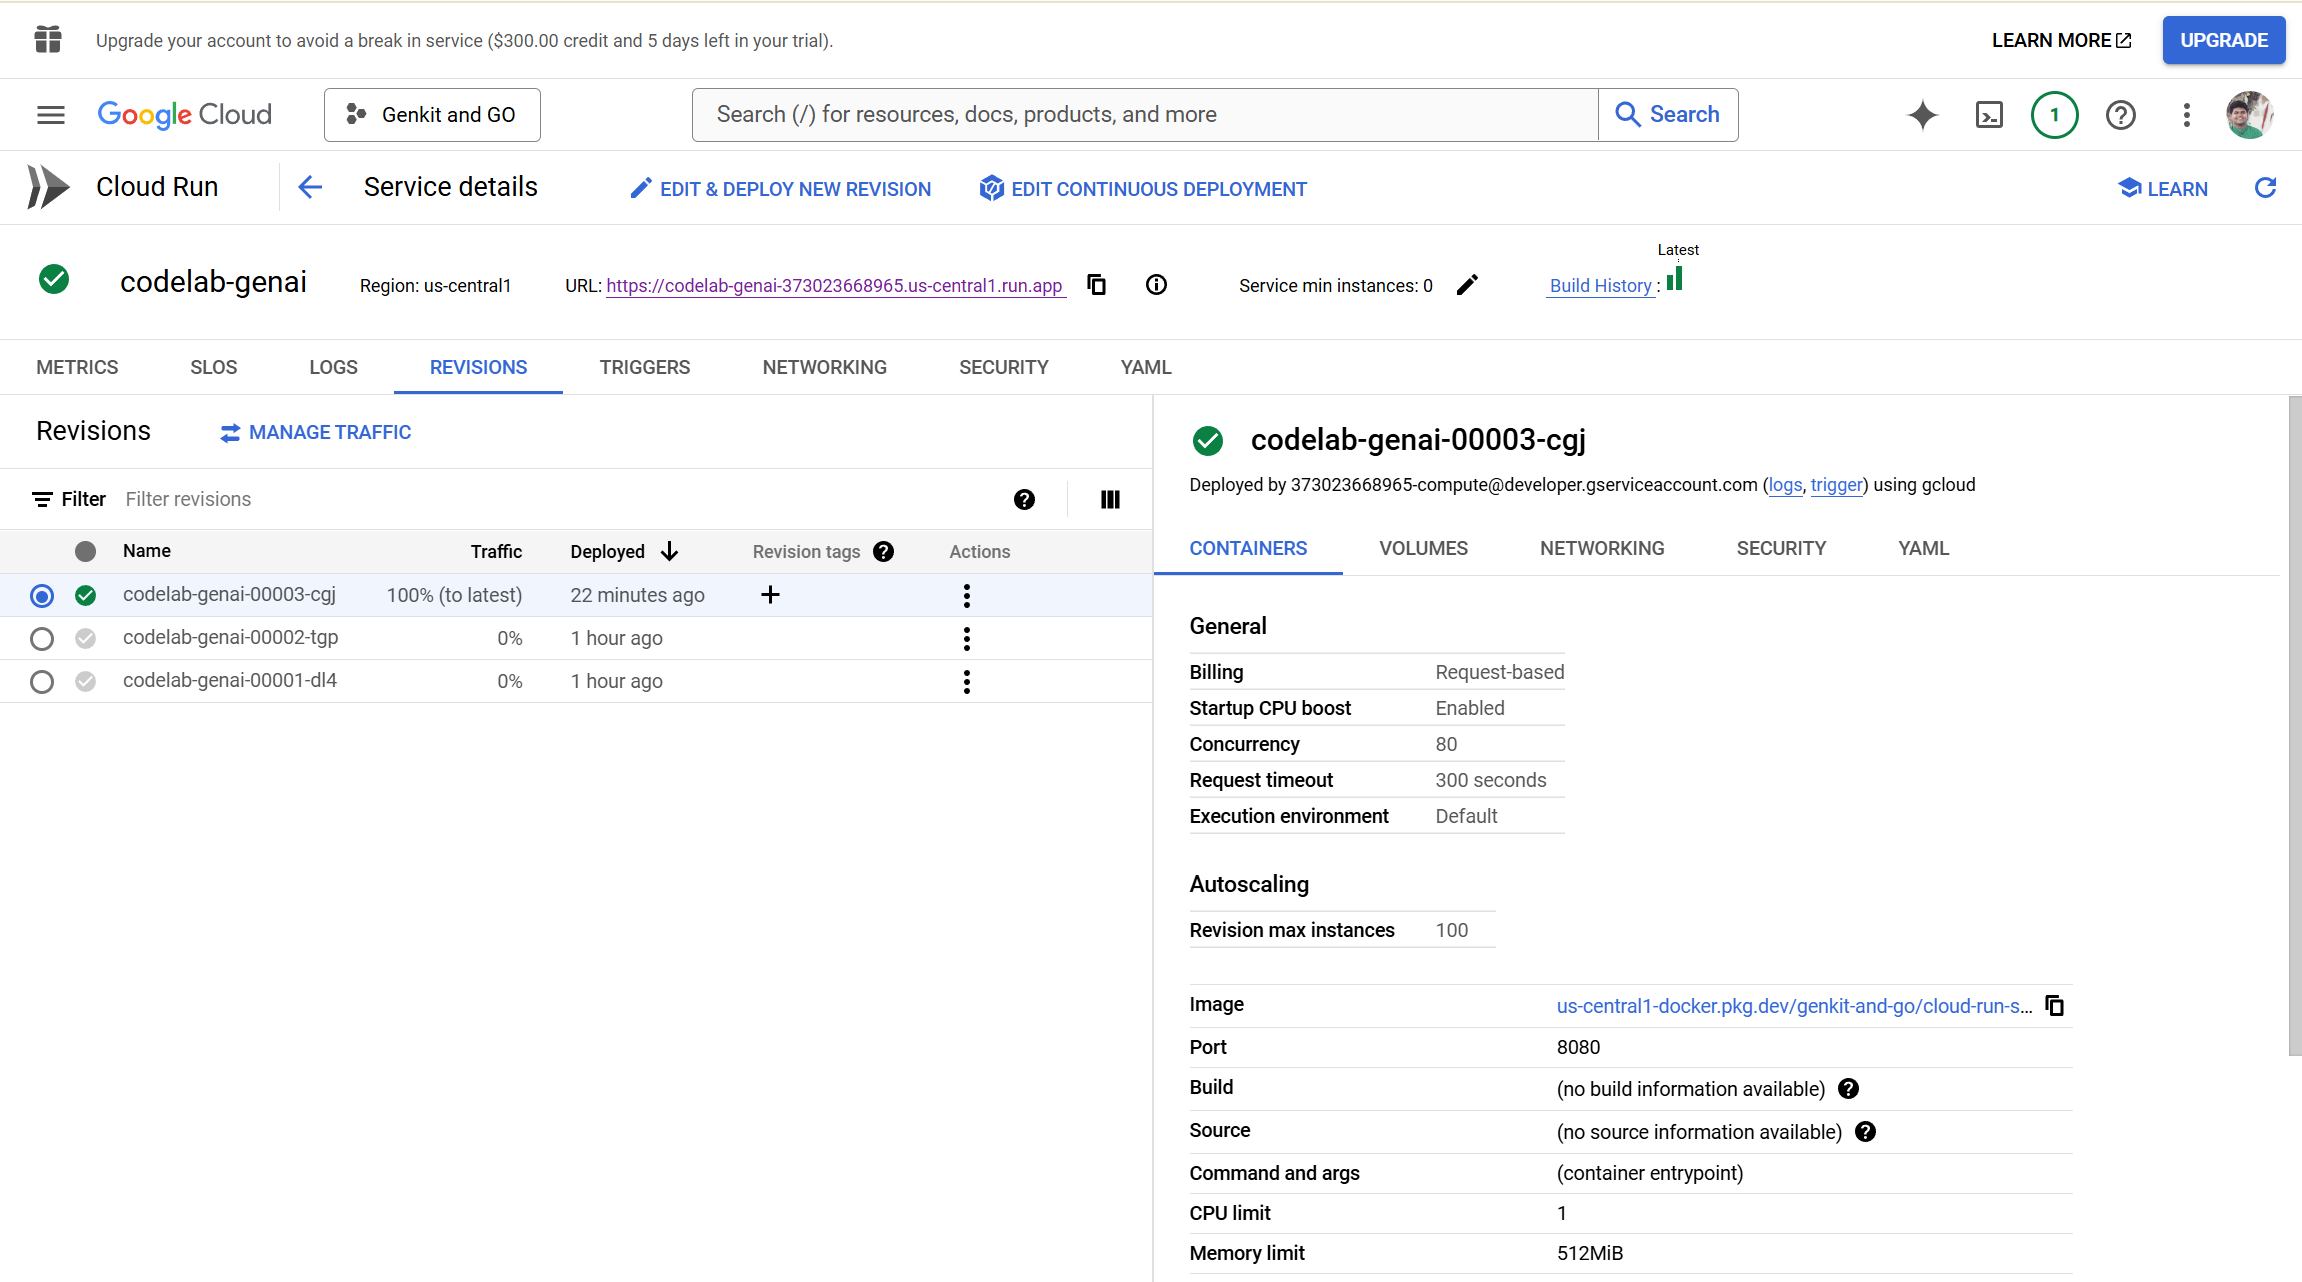 Upgrade your account to avoid a break in service ($300.00 credit and 5 days left in your trial).
LEARN MORE
UPGRADE
Google Cloud
Genkit and GO
Search (/) for resources, docs, products, and more
Search
1
Cloud Run
Service details
EDIT & DEPLOY NEW REVISION
EDIT CONTINUOUS DEPLOYMENT
LEARN
codelab-genai
Region: us-central1
URL: https://codelab-genai-373023668965.us-central1.run.app
Service min instances: 0
Build History :
Latest
METRICS
SLOS
LOGS
REVISIONS
TRIGGERS
NETWORKING
SECURITY
YAML
Revisions
MANAGE TRAFFIC
Filter Filter revisions
Name Traffic Deployed Revision tags Actions
codelab-genai-00003-cgj 100% (to latest) 22 minutes ago
codelab-genai-00002-tgp 0% 1 hour ago
codelab-genai-00001-dl4 0% 1 hour ago
codelab-genai-00003-cgj
Deployed by 373023668965-compute@developer.gserviceaccount.com (logs, trigger) using gcloud
CONTAINERS
VOLUMES
NETWORKING
SECURITY
YAML
General
Billing Request-based
Startup CPU boost Enabled
Concurrency 80
Request timeout 300 seconds
Execution environment Default
Autoscaling
Revision max instances 100
Image us-central1-docker.pkg.dev/genkit-and-go/cloud-run-s...
Port 8080
Build (no build information available)
Source (no source information available)
Command and args (container entrypoint)
CPU limit 1
Memory limit 512MiB